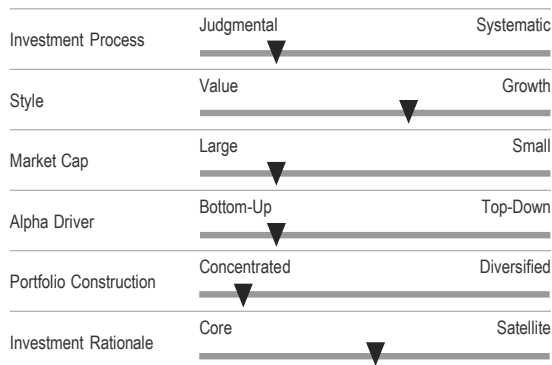 Investment Process
Judgmental Systematic
Style
Value Growth
Market Cap
Large Small
Alpha Driver
Bottom-Up Top-Down
Portfolio Construction
Concentrated Diversified
Investment Rationale
Core Satellite